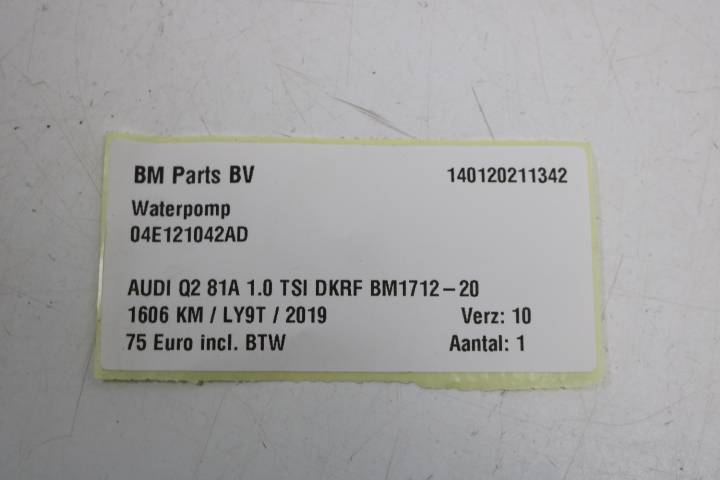 BM Parts BV 140120211342
Waterpomp
04E121042AD
AUDI Q2 81A 1.0 TSI DKRF BM1712-20
1606 KM / LY9T / 2019 Verz: 10
75 Euro incl. BTW Aantal: 1